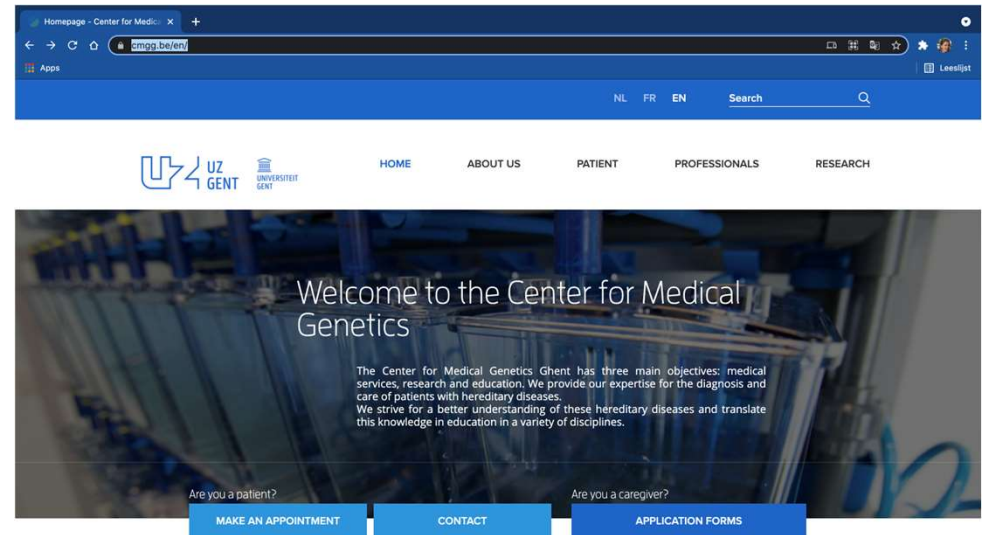 Homepage - Center for Medica
cmgg.be/en/
Apps
Leeslijst
NL FR EN Search
UZ GENT
UNIVERSITEIT GENT
HOME ABOUT US PATIENT PROFESSIONALS RESEARCH
Welcome to the Center for Medical
Genetics
The Center for Medical Genetics Ghent has three main objectives: medical
services, research and education. We provide our expertise for the diagnosis and
care of patients with hereditary diseases.
We strive for a better understanding of these hereditary diseases and translate
this knowledge in education in a variety of disciplines.
Are you a patient? Are you a caregiver?
MAKE AN APPOINTMENT CONTACT APPLICATION FORMS